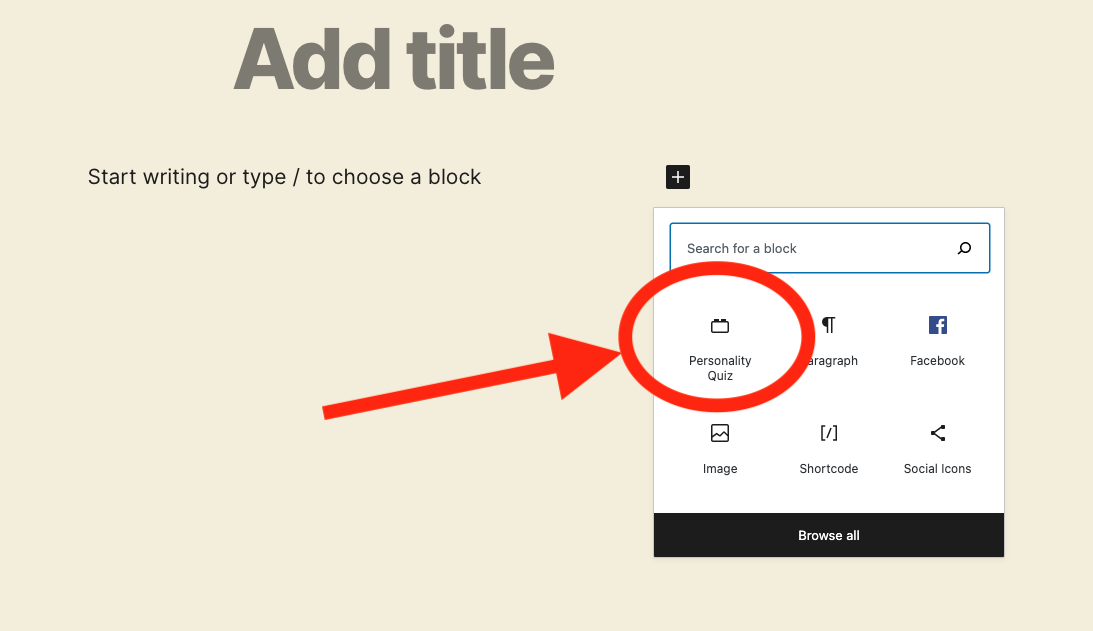 Add title
Start writing or type / to choose a block
Search for a block
Personality
Quiz
aragraph
Facebook
Image
Shortcode
Social Icons
Browse all